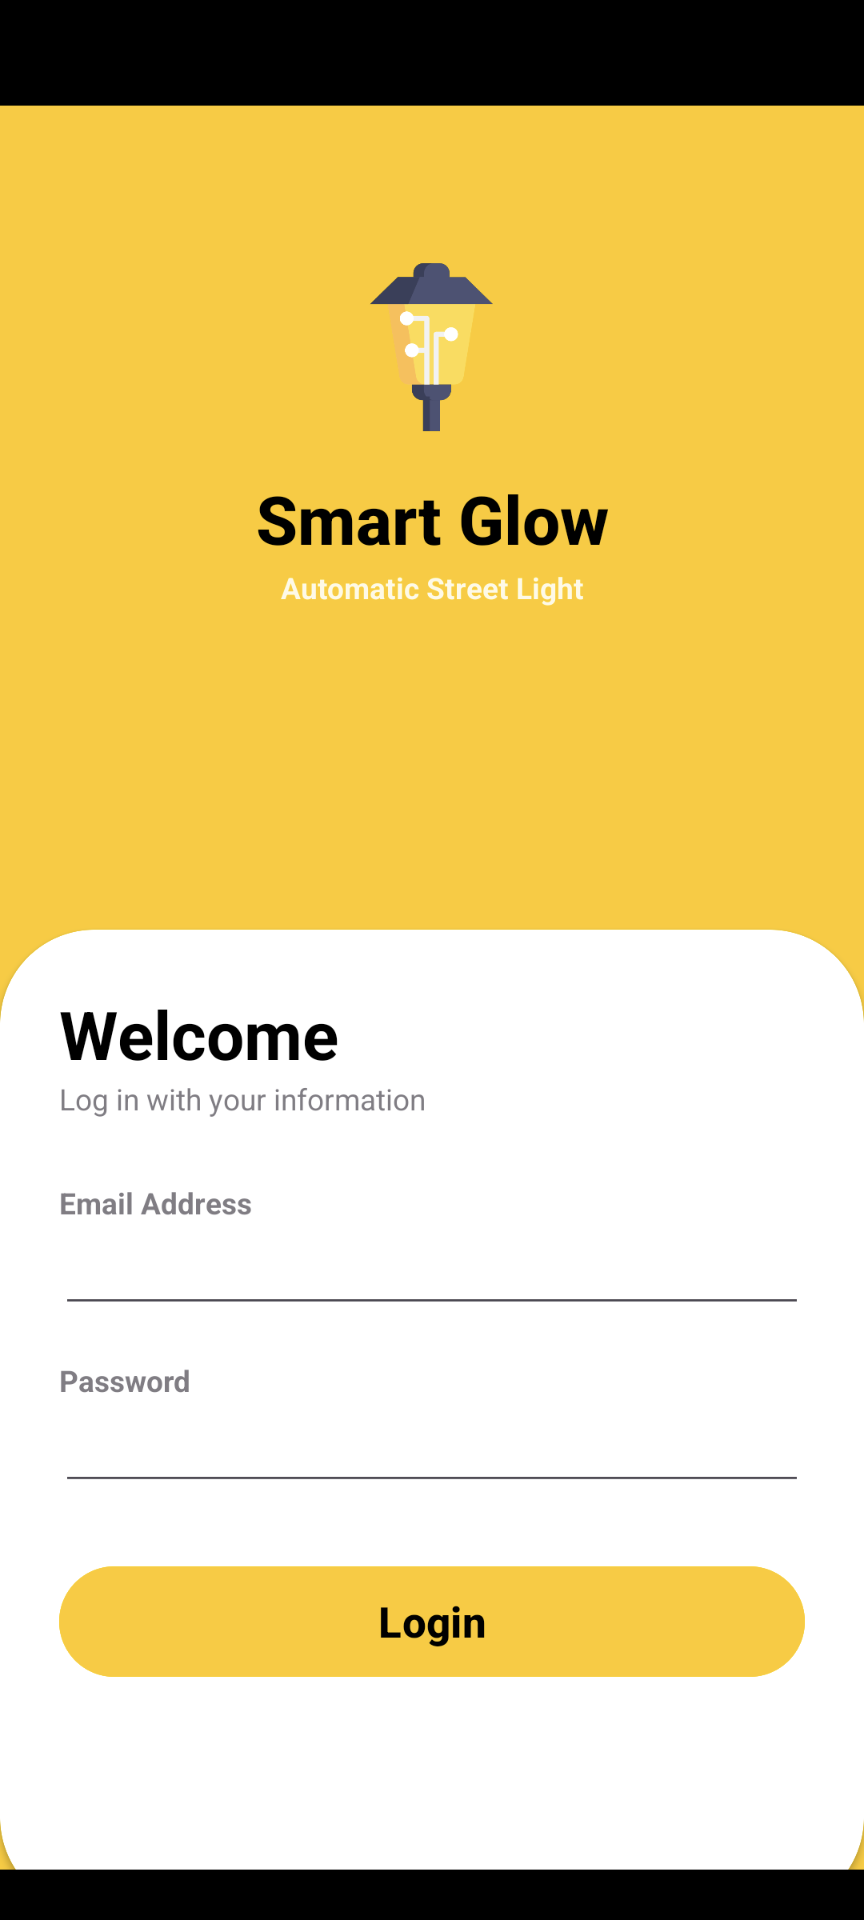 Smart Glow
Automatic Street Light
Welcome
Log in with your information
Email Address
Password
Login